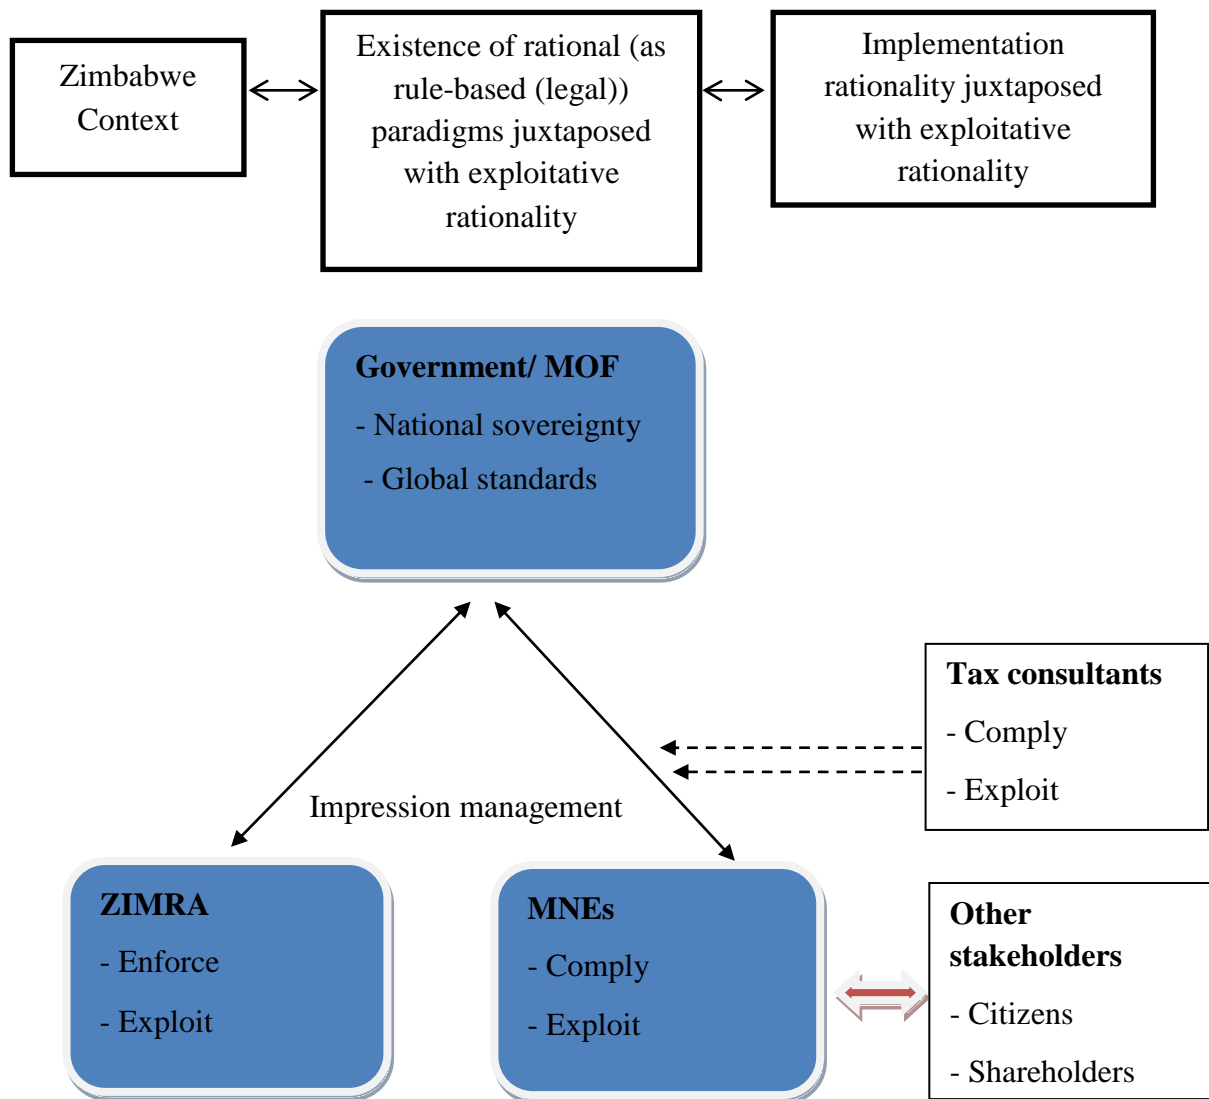 Zimbabwe
Context
Existence of rational (as
rule-based (legal))
paradigms juxtaposed
with exploitative
rationality
Implementation
rationality juxtaposed
with exploitative
rationality
Government/ MOF
- National sovereignty
- Global standards
Tax consultants
- Comply
- Exploit
Impression management
ZIMRA
- Enforce
- Exploit
MNEs
- Comply
- Exploit
Other
stakeholders
- Citizens
- Shareholders